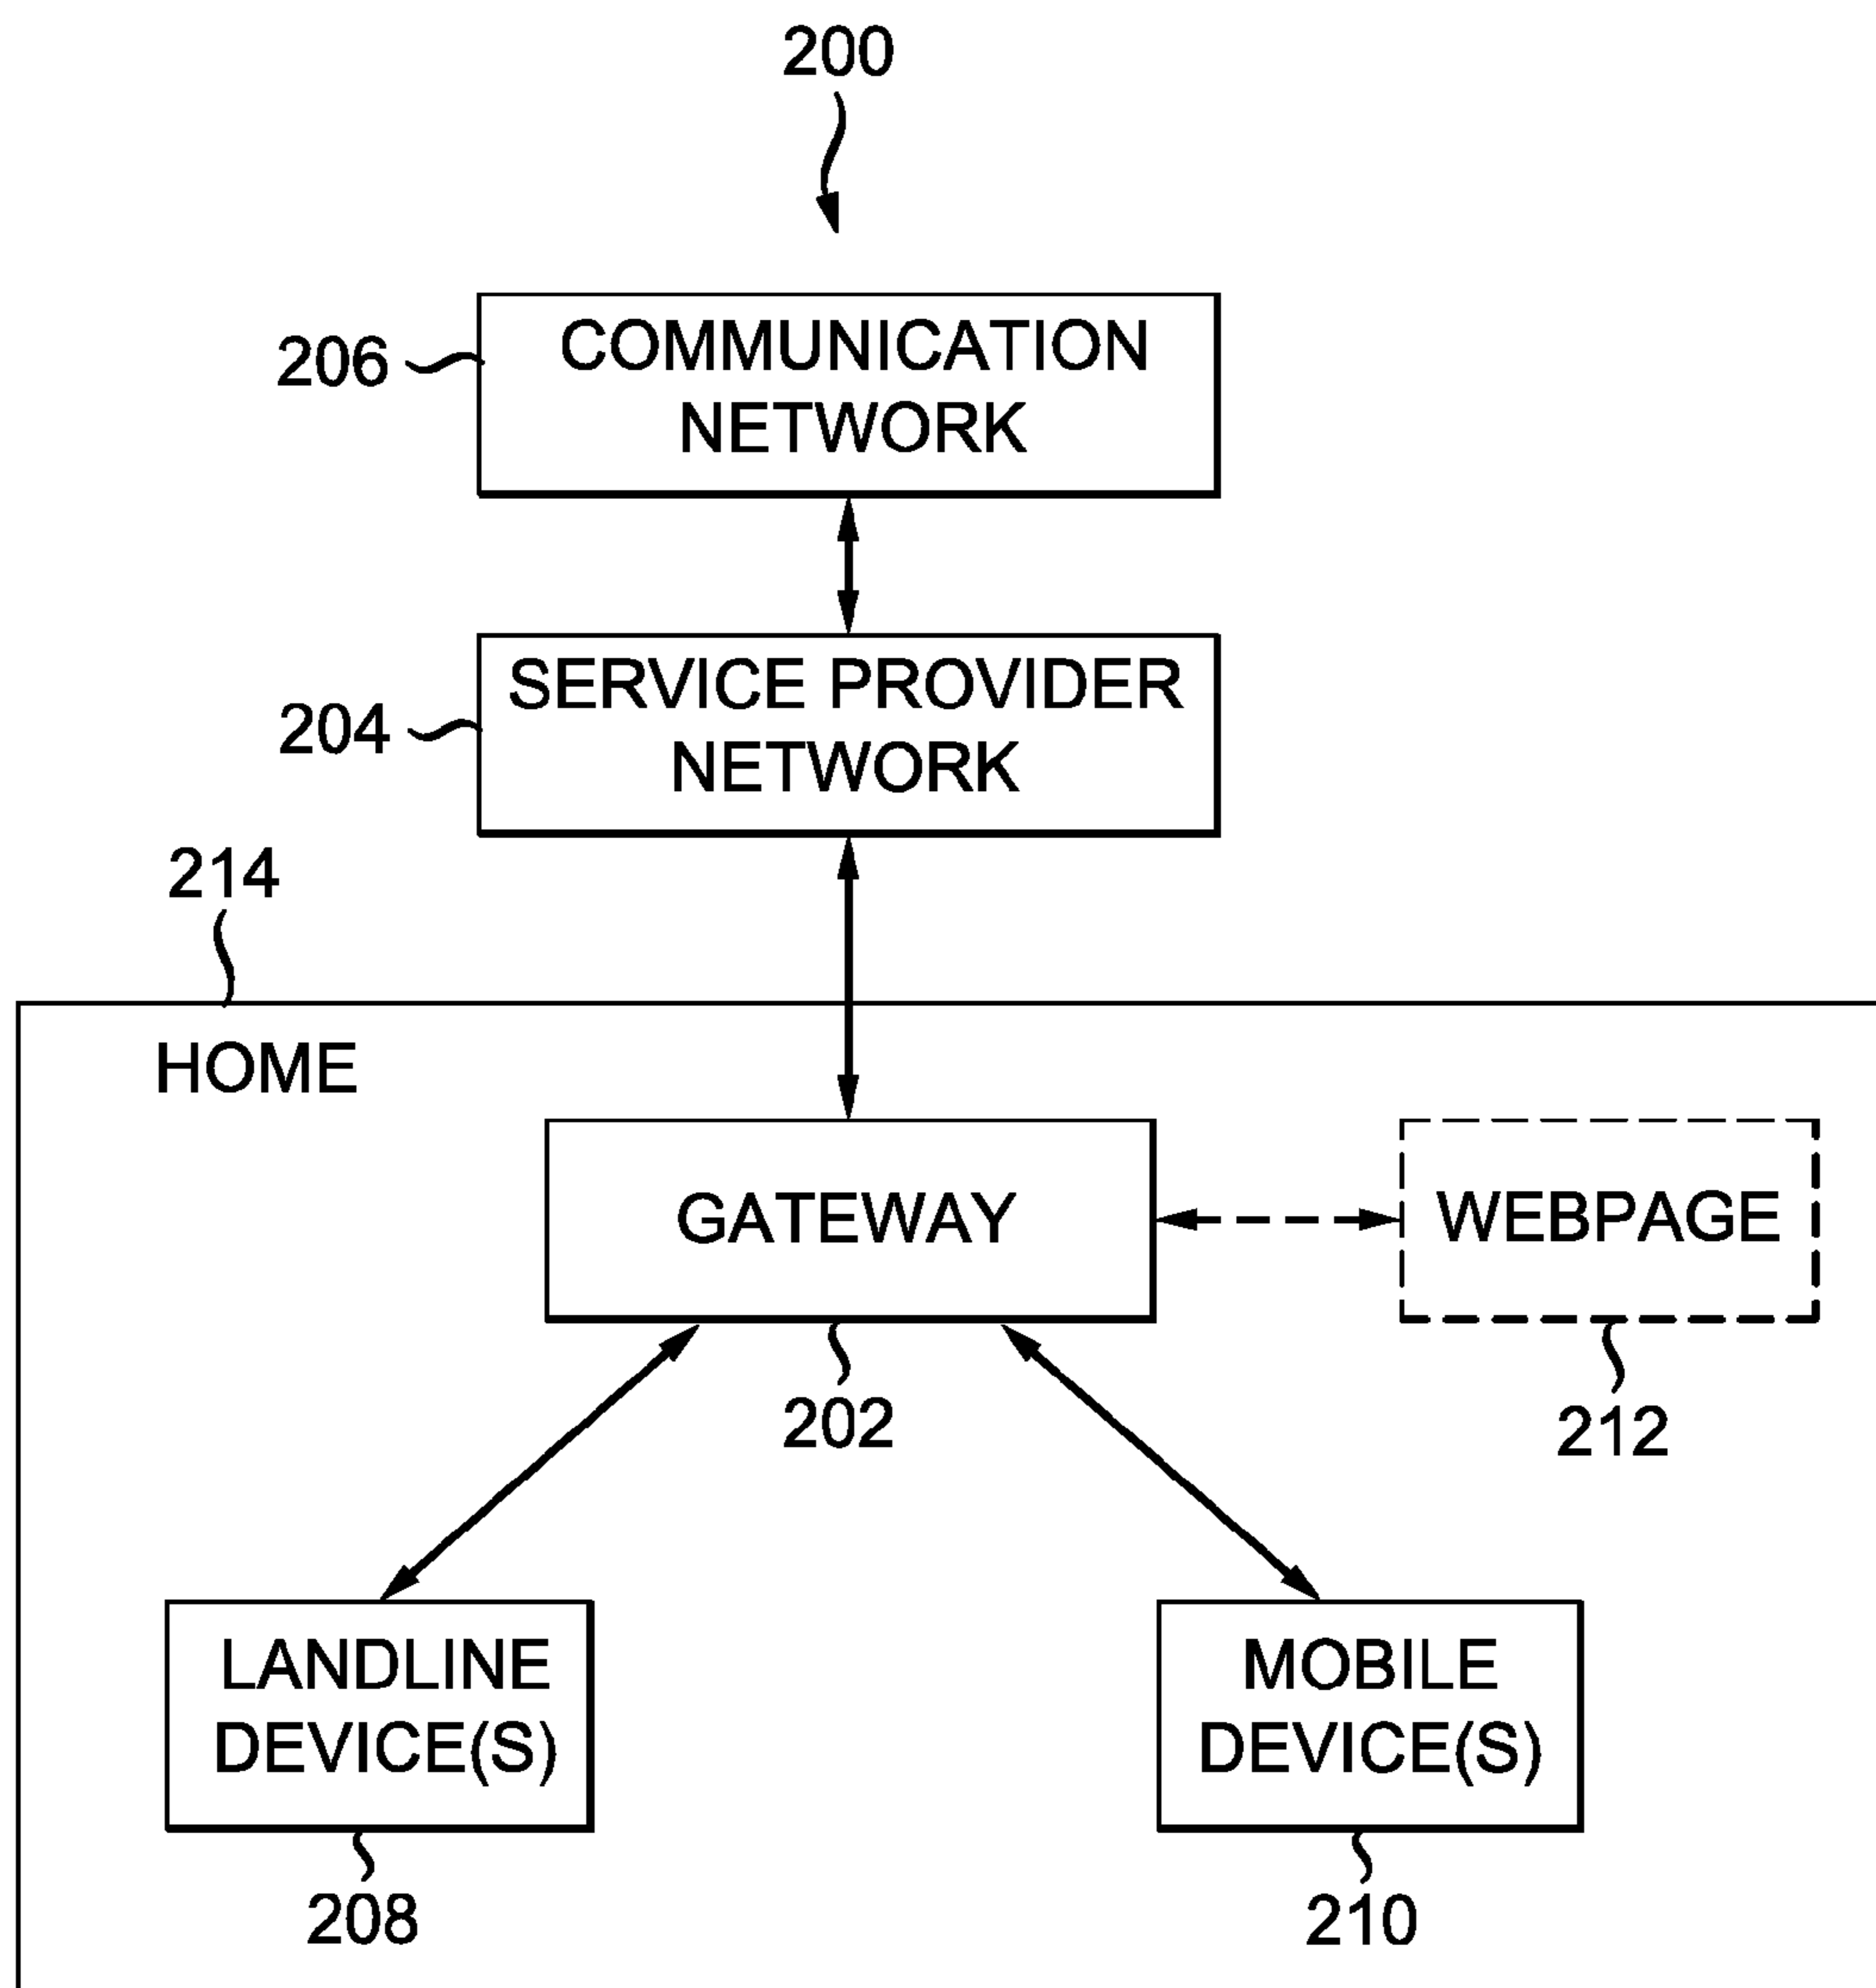 200
206
COMMUNICATION
NETWORK
204
SERVICE PROVIDER
NETWORK
214
HOME
GATEWAY
WEBPAGE
202
212
LANDLINE
DEVICE(S)
MOBILE
DEVICE(S)
208
210